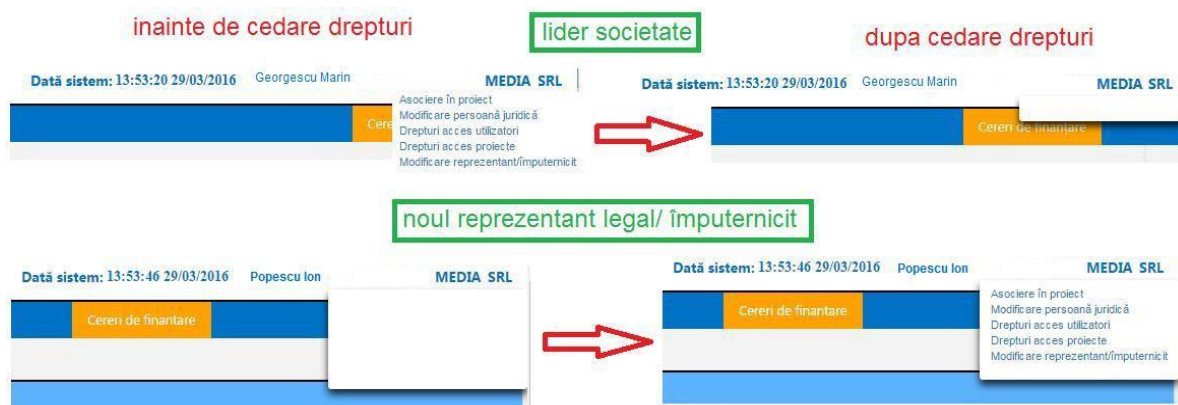 inainte de cedare drepturi
lider societate
dupa cedare drepturi
Dată sistem: 13:53:20 29/03/2016 Georgescu Marin MEDIA SRL
Asociere în proiect
Modificare persoană juridică
Cere
Drepturi acces utilizatori
Drepturi acces proiecte
Modificare reprezentant/împuternicit
Dată sistem: 13:53:20 29/03/2016 Georgescu Marin MEDIA SRL
Cereri de finantare
noul reprezentant legal/ împuternicit
Dată sistem: 13:53:46 29/03/2016 Popescu Ion MEDIA SRL
Cereri de finantare
Dată sistem: 13:53:46 29/03/2016 Popescu Ion MEDIA SRL
Cereri de finantare
Asociere în proiect
Modificare persoană juridică
Drepturi acces utilizatori
Drepturi acces proiecte
Modificare reprezentant/împuternicit